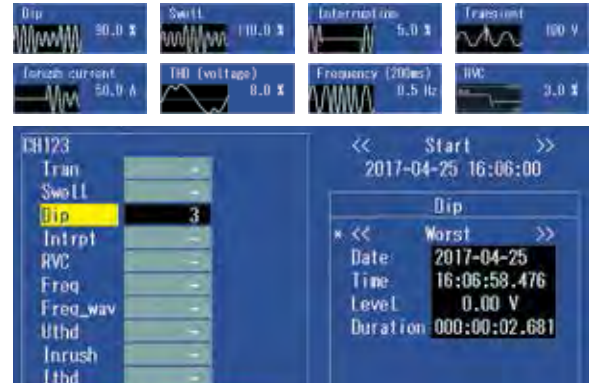 Dip
90.0 %
Swell
110.0 %
Interruption
5.0 %
Transient
100 V
Inrush current
50.0 A
THD (voltage)
8.0 %
Frequency (200ms)
0.5 Hz
RVC
3.0 %
CH123
Tran -
Swell -
Dip 3
Intrpt -
RVC -
Freq -
Freq_wav -
Uthd -
Inrush -
Ithd -
<< Start >>
2017-04-25 16:06:00
Dip
* << Worst >>
Date 2017-04-25
Time 16:06:58.476
Level 0.00 V
Duration 000:00:02.681